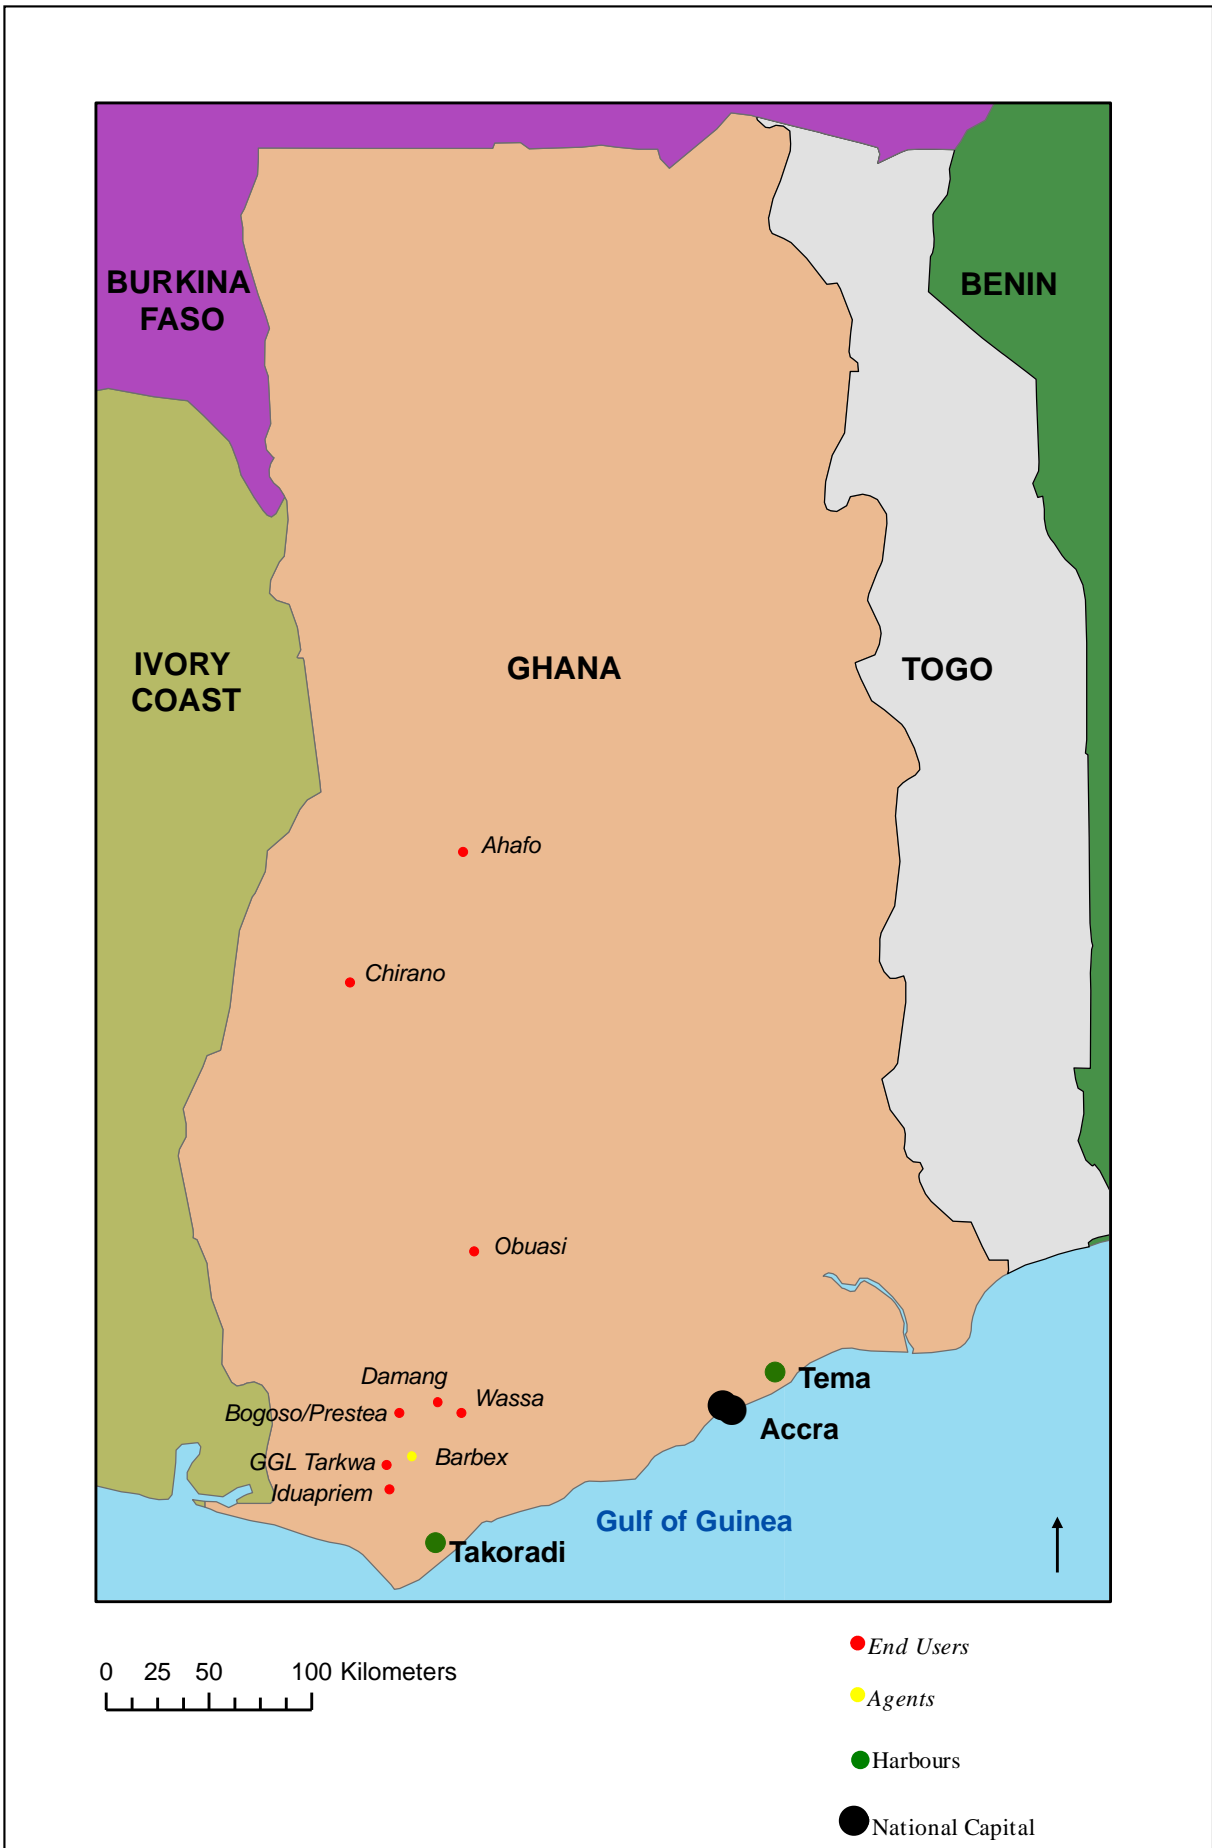 BURKINA
FASO
BENIN
IVORY
COAST
GHANA
TOGO
Ahafo
Chirano
Obuasi
Damang
Wassa
Bogoso/Prestea
GGL Tarkwa
Barbex
Iduapriem
Tema
Accra
Gulf of Guinea
Takoradi
0 25 50 100 Kilometers
End Users
Agents
Harbours
National Capital